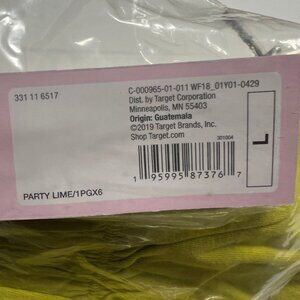 331 11 6517
C-000965-01-011 WF18_01Y01-0429
Dist. by Target Corporation
Minneapolis, MN 55403
Origin: Guatemala
©2019 Target Brands, Inc.
Shop Target.com
301004
L
1 95995 87376 7
PARTY LIME/1PGX6